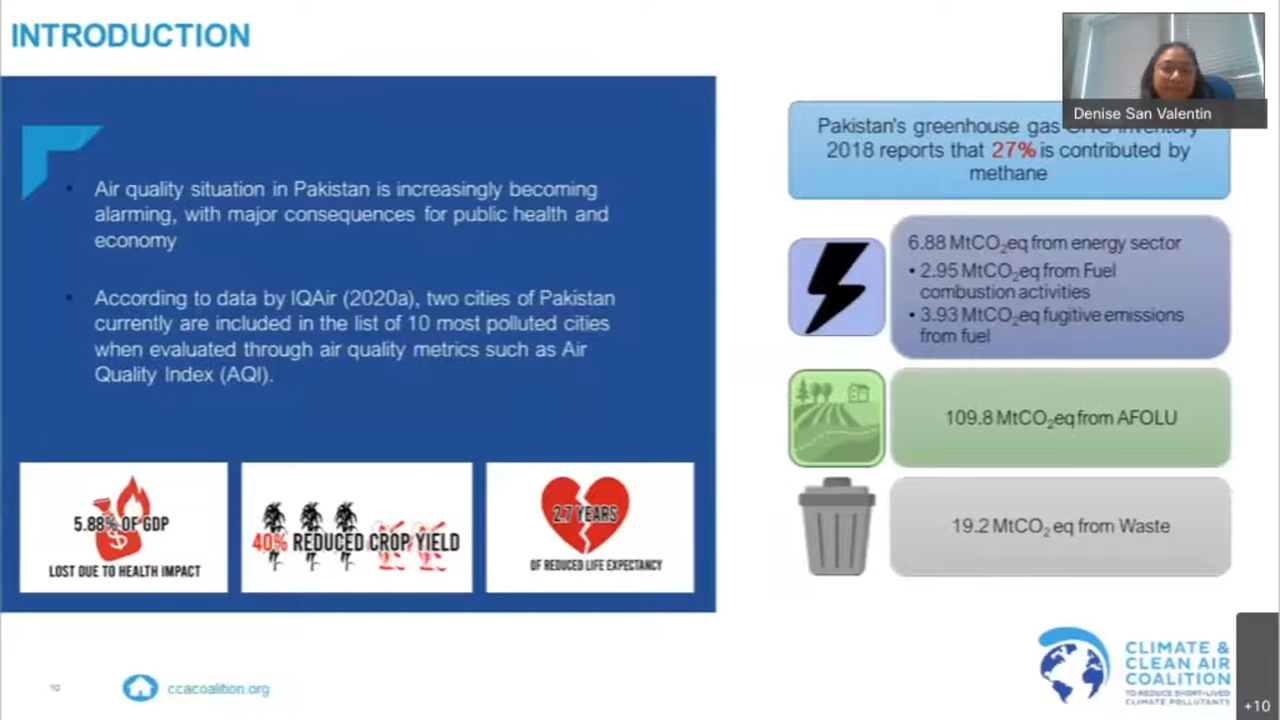 INTRODUCTION
Air quality situation in Pakistan is increasingly becoming
alarming, with major consequences for public health and
economy
According to data by IQAir (2020a), two cities of Pakistan
currently are included in the list of 10 most polluted cities
when evaluated through air quality metrics such as Air
Quality Index (AQI).
5.88% OF GDP
LOST DUE TO HEALTH IMPACT
40% REDUCED CROP YIELD
2.7 YEARS
OF REDUCED LIFE EXPECTANCY
Denise San Valentin
Pakistan's greenhouse gas GHG inventory
2018 reports that 27% is contributed by
methane
6.88 MtCO₂eq from energy sector
• 2.95 MtCO₂eq from Fuel
combustion activities
• 3.93 MtCO₂eq fugitive emissions
from fuel
109.8 MtCO₂eq from AFOLU
19.2 MtCO₂ eq from Waste
10
ccacoalition.org
CLIMATE &
CLEAN AIR
COALITION
TO REDUCE SHORT-LIVED
CLIMATE POLLUTANTS
+10